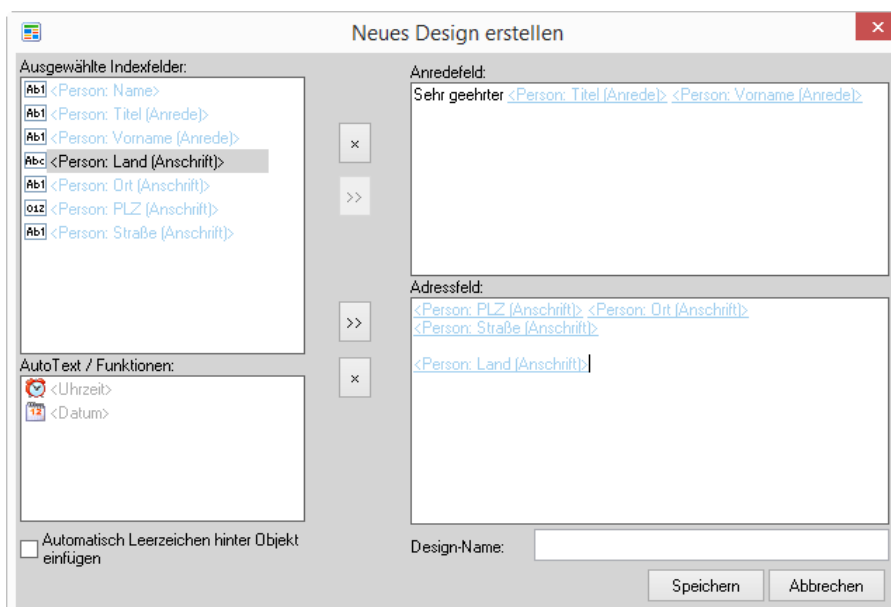 Neues Design erstellen
×
Ausgewählte Indexfelder:
Ab1 <Person: Name>
Ab1 <Person: Titel (Anrede)>
Ab1 <Person: Vorname (Anrede)>
Abc <Person: Land (Anschrift)>
Ab1 <Person: Ort (Anschrift)>
012 <Person: PLZ (Anschrift)>
Ab1 <Person: Straße (Anschrift)>
×
>>
Anredefeld:
Sehr geehrter <Person: Titel (Anrede)> <Person: Vorname (Anrede)>
Adressfeld:
<Person: PLZ (Anschrift)> <Person: Ort (Anschrift)>
<Person: Straße (Anschrift)>
<Person: Land (Anschrift)>
>>
×
AutoText / Funktionen:
<Uhrzeit>
12 <Datum>
Automatisch Leerzeichen hinter Objekt
einfügen
Design-Name:
Speichern
Abbrechen